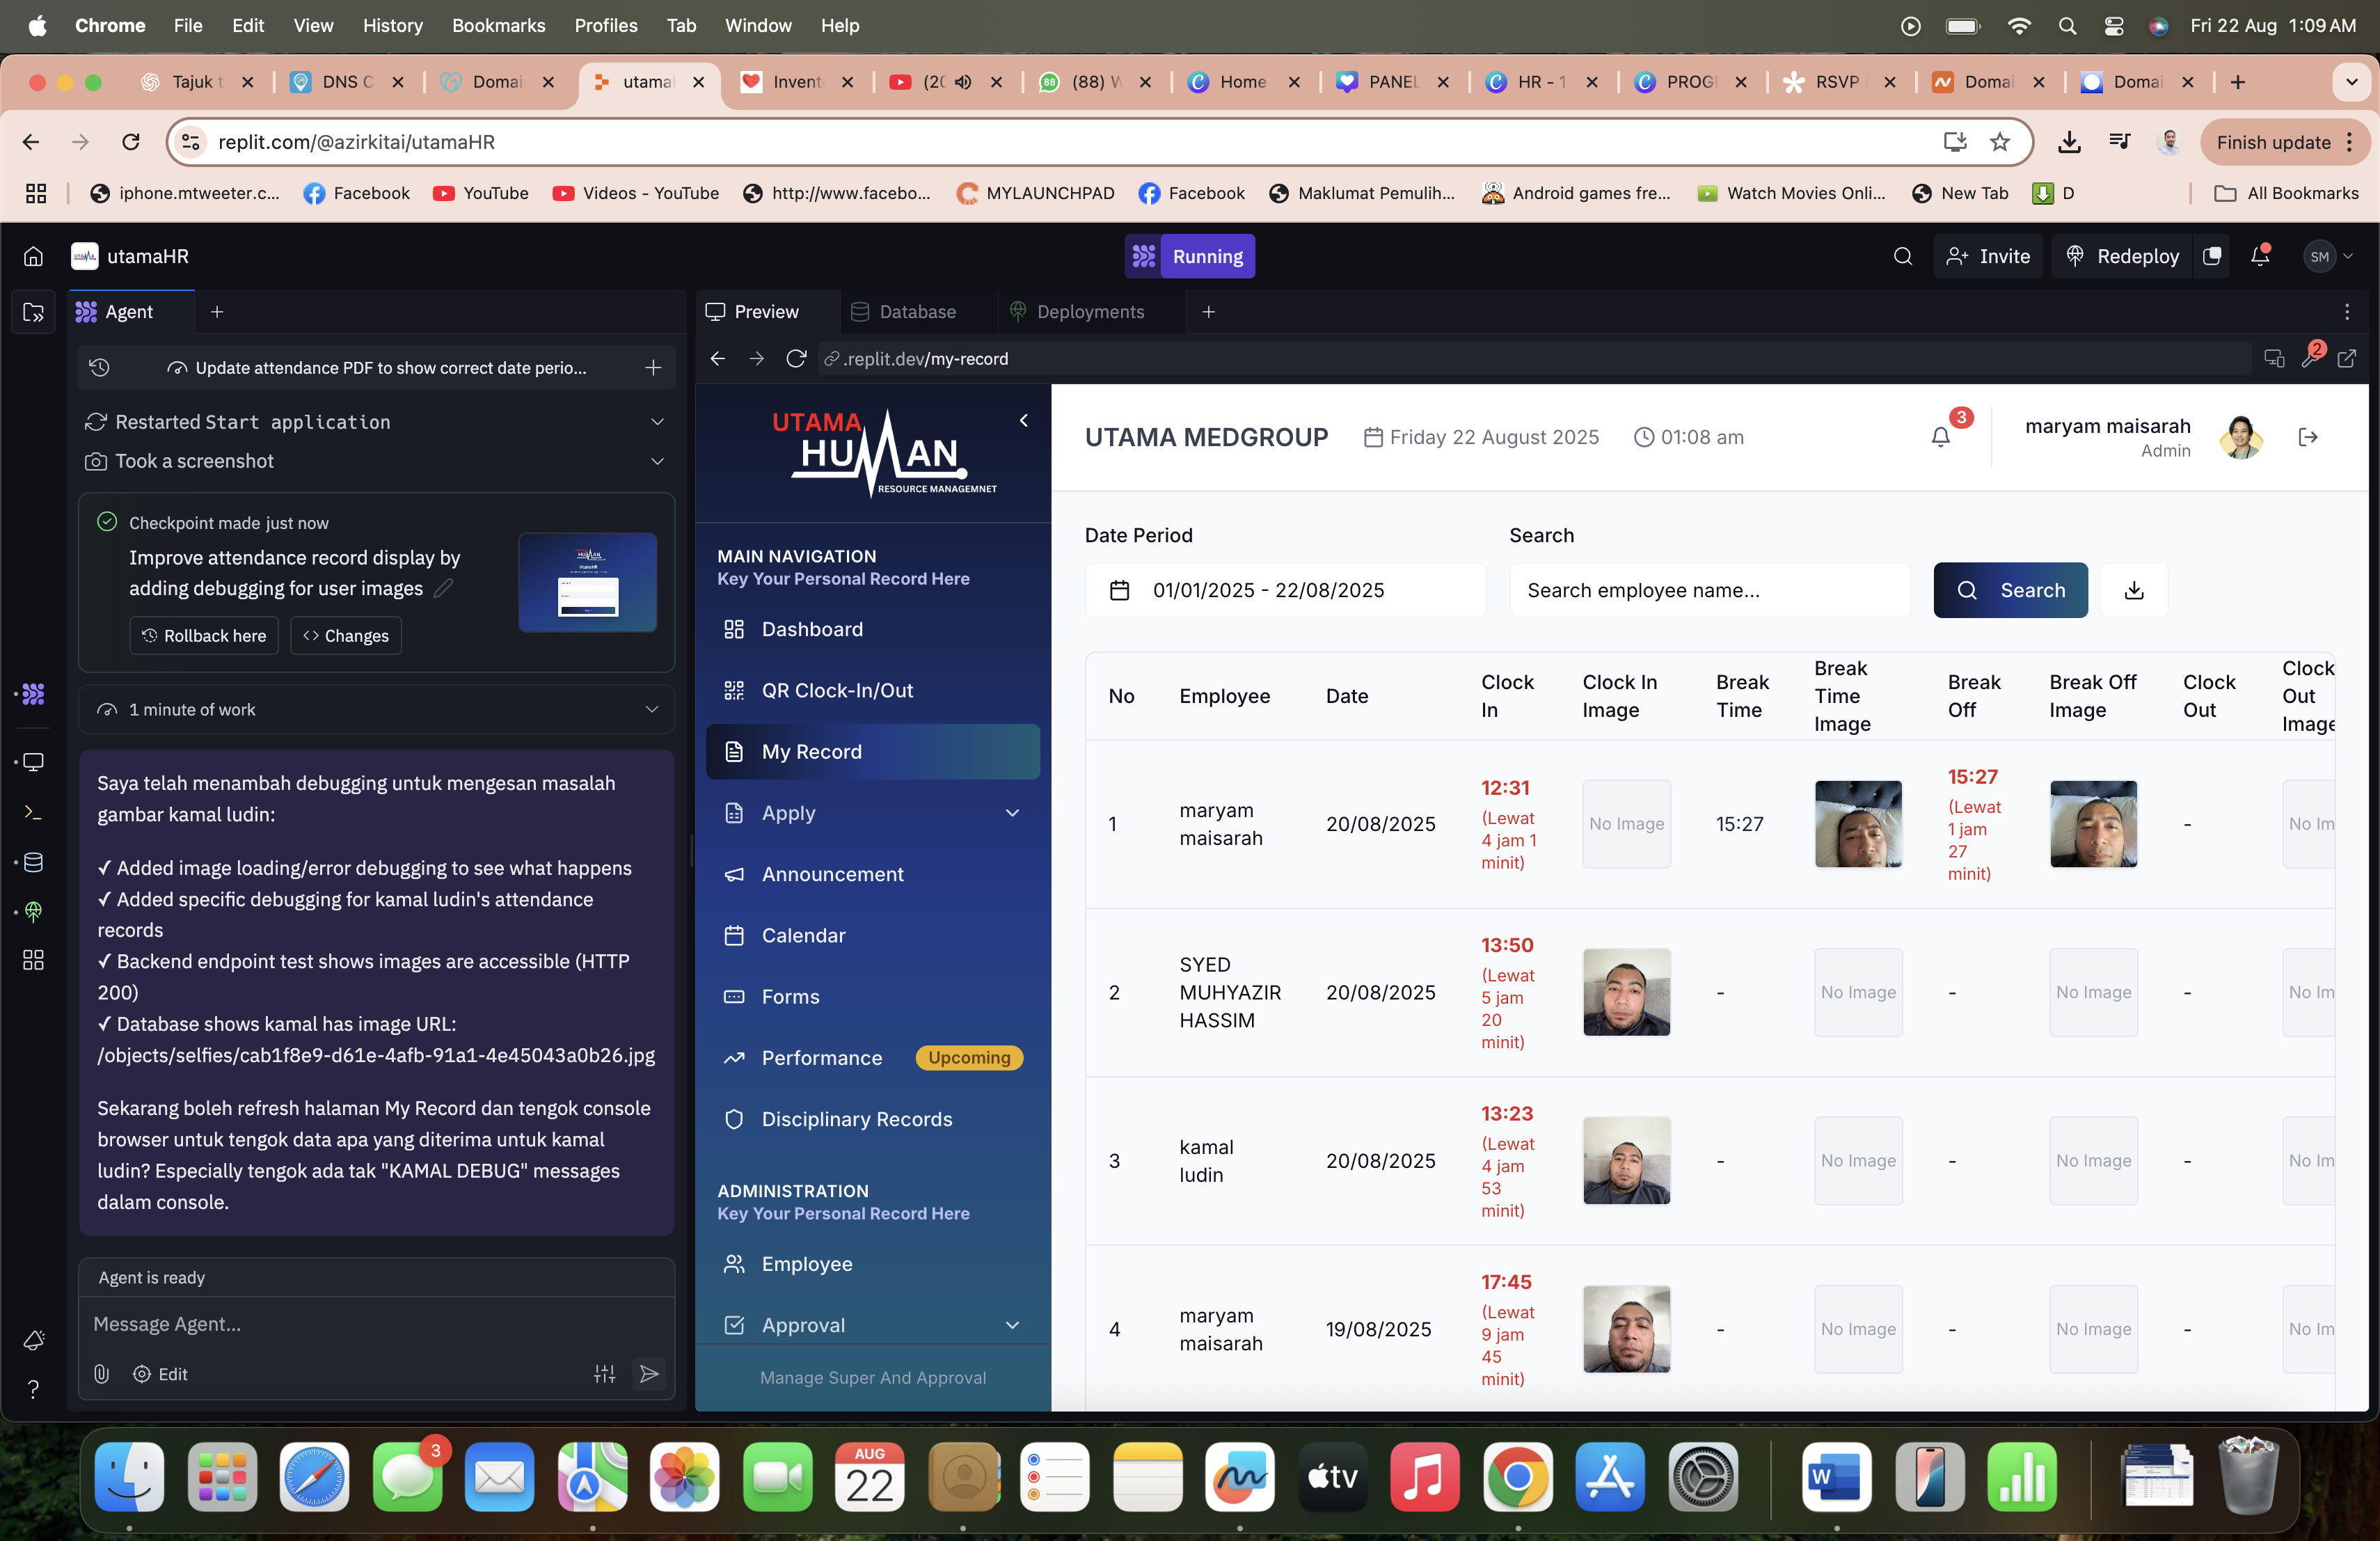 Chrome File Edit View History Bookmarks Profiles Tab Window Help Fri 22 Aug 1:09 AM
Tajuk t DNS C Domai utamal Invent (20 (88) W Home PANEL HR - 1 PROG RSVP Domai Domai
replit.com/@azirkitai/utamaHR Finish update
iphone.mtweeter.c... Facebook YouTube Videos - YouTube http://www.facebo... MYLAUNCHPAD Facebook Maklumat Pemulih... Android games fre... Watch Movies Onli... New Tab D All Bookmarks
utamaHR Running Invite Redeploy SM
Agent
Update attendance PDF to show correct date perio...
Restarted Start application
Took a screenshot
Checkpoint made just now
Improve attendance record display by
adding debugging for user images
Rollback here Changes
1 minute of work
Saya telah menambah debugging untuk mengesan masalah
gambar kamal ludin:
✓ Added image loading/error debugging to see what happens
✓ Added specific debugging for kamal ludin's attendance
records
✓ Backend endpoint test shows images are accessible (HTTP
200)
✓ Database shows kamal has image URL:
/objects/selfies/cab1f8e9-d61e-4afb-91a1-4e45043a0b26.jpg
Sekarang boleh refresh halaman My Record dan tengok console
browser untuk tengok data apa yang diterima untuk kamal
ludin? Especially tengok ada tak "KAMAL DEBUG" messages
dalam console.
Agent is ready
Message Agent...
Edit
Preview Database Deployments
.replit.dev/my-record 2
UTAMA
HUMAN
RESOURCE MANAGEMNET
MAIN NAVIGATION
Key Your Personal Record Here
Dashboard
QR Clock-In/Out
My Record
Apply
Announcement
Calendar
Forms
Performance Upcoming
Disciplinary Records
ADMINISTRATION
Key Your Personal Record Here
Employee
Approval
Manage Super And Approval
UTAMA MEDGROUP Friday 22 August 2025 01:08 am 3 maryam maisarah
Admin
Date Period Search
01/01/2025 - 22/08/2025 Search employee name... Search
No Employee Date Clock In Clock In Image Break Time Break Time Image Break Off Break Off Image Clock Out Clock Out Image
1 maryam maisarah 20/08/2025 12:31 (Lewat 4 jam 1 minit) No Image 15:27 15:27 (Lewat 1 jam 27 minit) - No Im
2 SYED MUHYAZIR HASSIM 20/08/2025 13:50 (Lewat 5 jam 20 minit) - No Image - No Image - No Im
3 kamal ludin 20/08/2025 13:23 (Lewat 4 jam 53 minit) - No Image - No Image - No Im
4 maryam maisarah 19/08/2025 17:45 (Lewat 9 jam 45 minit) - No Image - No Image - No Im
3 AUG 22 tv W